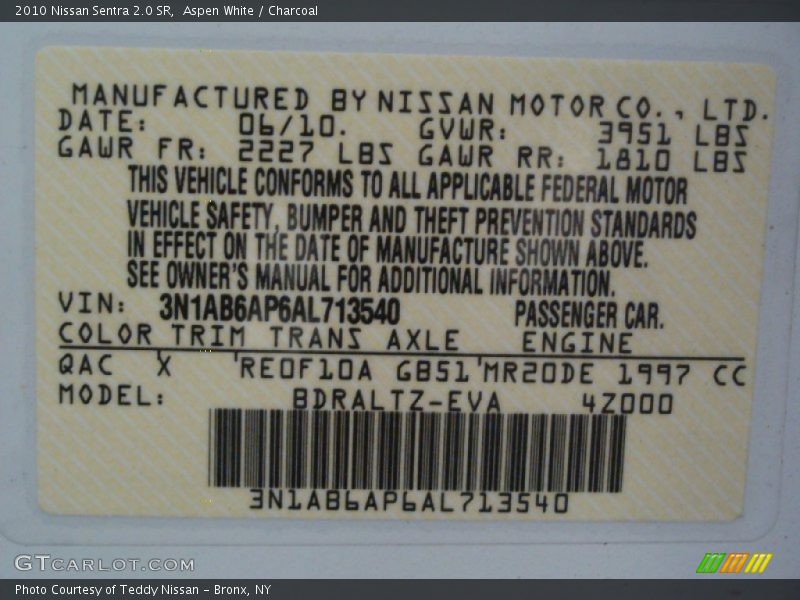 2010 Nissan Sentra 2.0 SR,  Aspen White / Charcoal
MANUFACTURED BY NISSAN MOTOR CO., LTD.
DATE: 06/10. GVWR: 3951 LBS
GAWR FR: 2227 LBS GAWR RR: 1810 LBS
THIS VEHICLE CONFORMS TO ALL APPLICABLE FEDERAL MOTOR
VEHICLE SAFETY, BUMPER AND THEFT PREVENTION STANDARDS
IN EFFECT ON THE DATE OF MANUFACTURE SHOWN ABOVE.
SEE OWNER'S MANUAL FOR ADDITIONAL INFORMATION.
VIN: 3N1AB6AP6AL713540 PASSENGER CAR.
COLOR TRIM TRANS AXLE ENGINE
QAC X 'RE0F10A GB51'MR20DE 1997 CC
MODEL: BDRALTZ-EVA 4Z000
3N1AB6AP6AL713540
GTCARLOT.COM
Photo Courtesy of Teddy Nissan - Bronx, NY